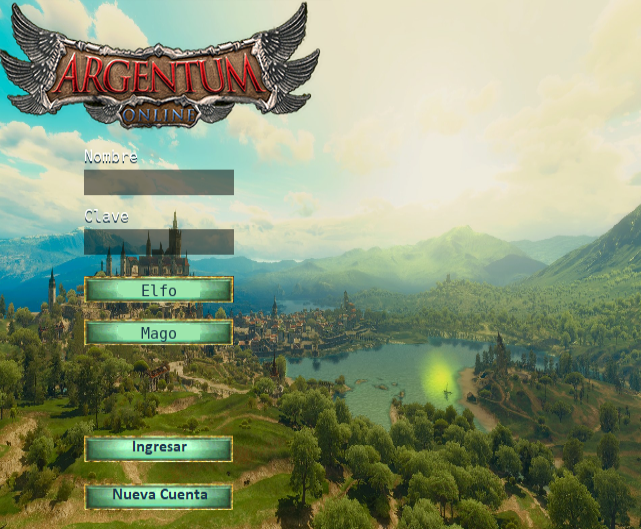 ARGENTUM
ONLINE
Nombre
Clave
Elfo
Mago
Ingresar
Nueva Cuenta